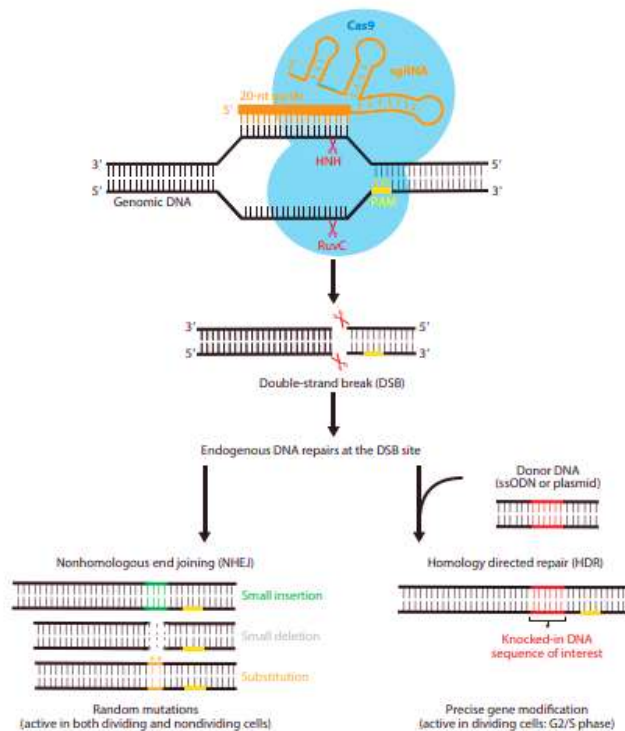 Cas9
sgRNA
20-nt guide
5'
HNH
3'
5'
5'
3'
Genomic DNA
PAM
RuvC
3'
5'
5'
3'
Double-strand break (DSB)
Endogenous DNA repairs at the DSB site
Donor DNA
(ssODN or plasmid)
Nonhomologous end joining (NHEJ)
Homology directed repair (HDR)
Small insertion
Small deletion
Substitution
Knocked-in DNA
sequence of interest
Random mutations
(active in both dividing and nondividing cells)
Precise gene modification
(active in dividing cells: G2/S phase)